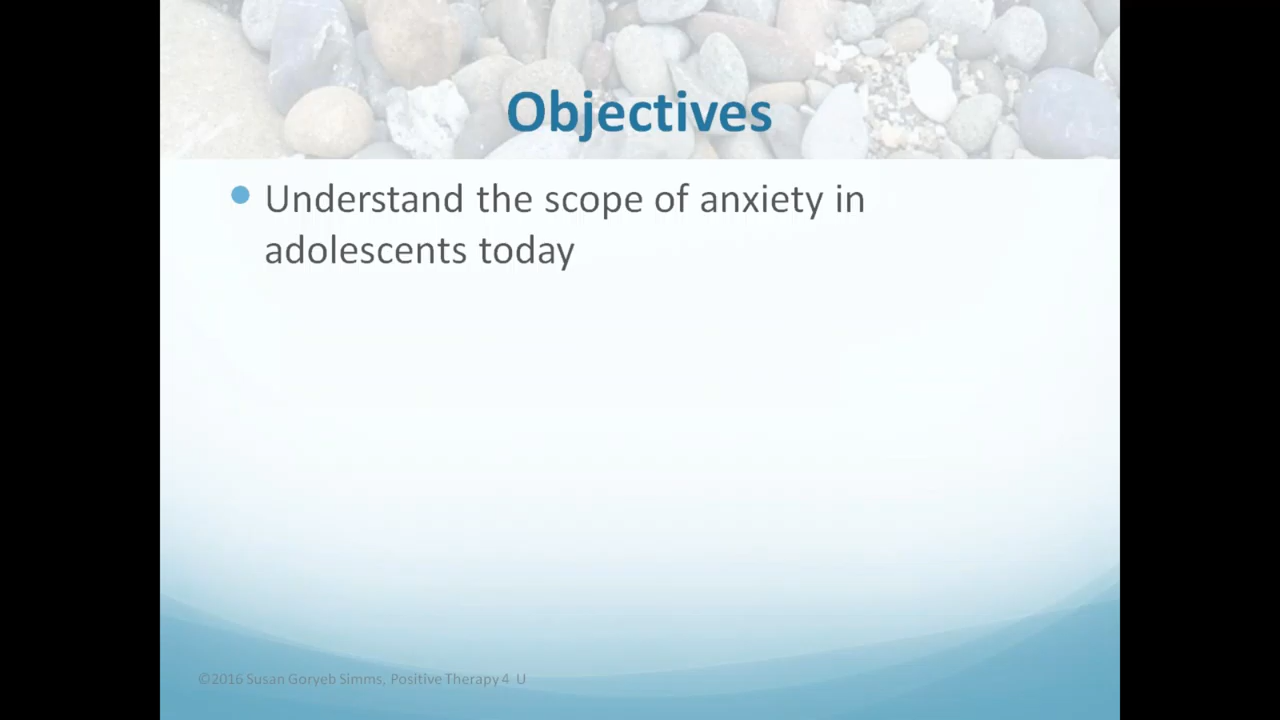 Objectives
Understand the scope of anxiety in
adolescents today
©2016 Susan Goryeb Simms, Positive Therapy 4 U